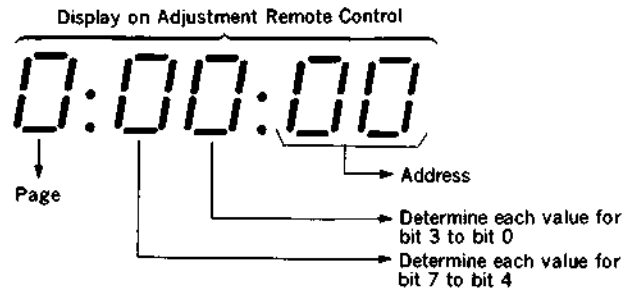 Display on Adjustment Remote Control
0:00:00
Page
Address
Determine each value for
bit 3 to bit 0
Determine each value for
bit 7 to bit 4